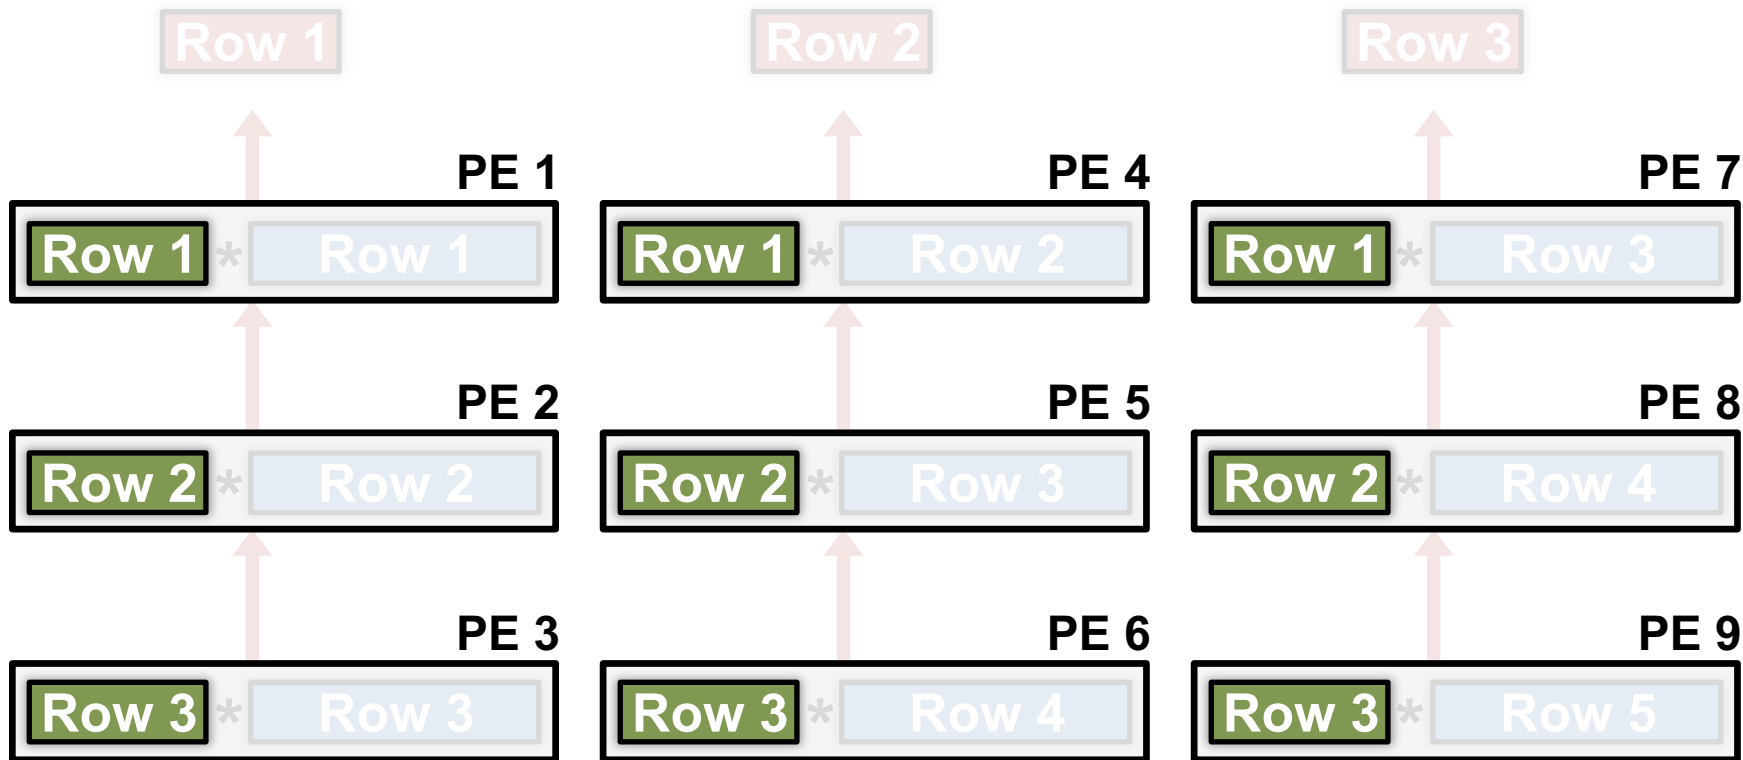 Row 1 Row 2 Row 3
PE 1 PE 4 PE 7
Row 1 * Row 1 Row 1 * Row 2 Row 1 * Row 3
PE 2 PE 5 PE 8
Row 2 * Row 2 Row 2 * Row 3 Row 2 * Row 4
PE 3 PE 6 PE 9
Row 3 * Row 3 Row 3 * Row 4 Row 3 * Row 5